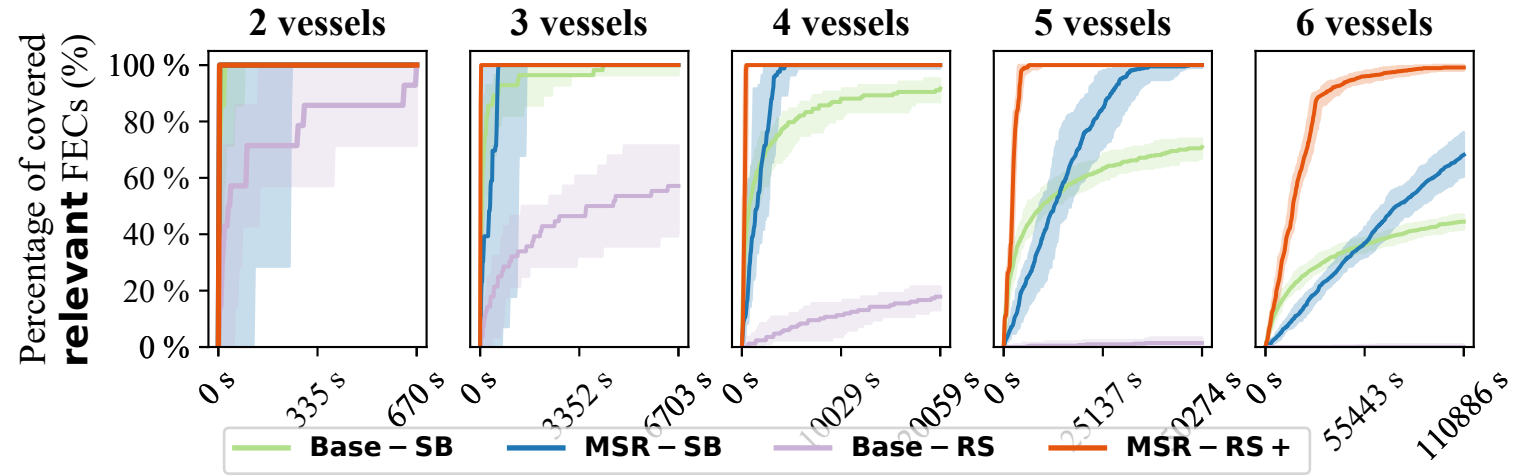 2 vessels 3 vessels 4 vessels 5 vessels 6 vessels
Percentage of covered
relevant FECs (%)
100 %
80 %
60 %
40 %
20 %
0 %
0 s 335 s 670 s 0 s 3352 s 6703 s 0 s 10029 s 20059 s 0 s 25137 s 50274 s 0 s 55443 s 110886 s
Base – SB MSR – SB Base – RS MSR – RS +